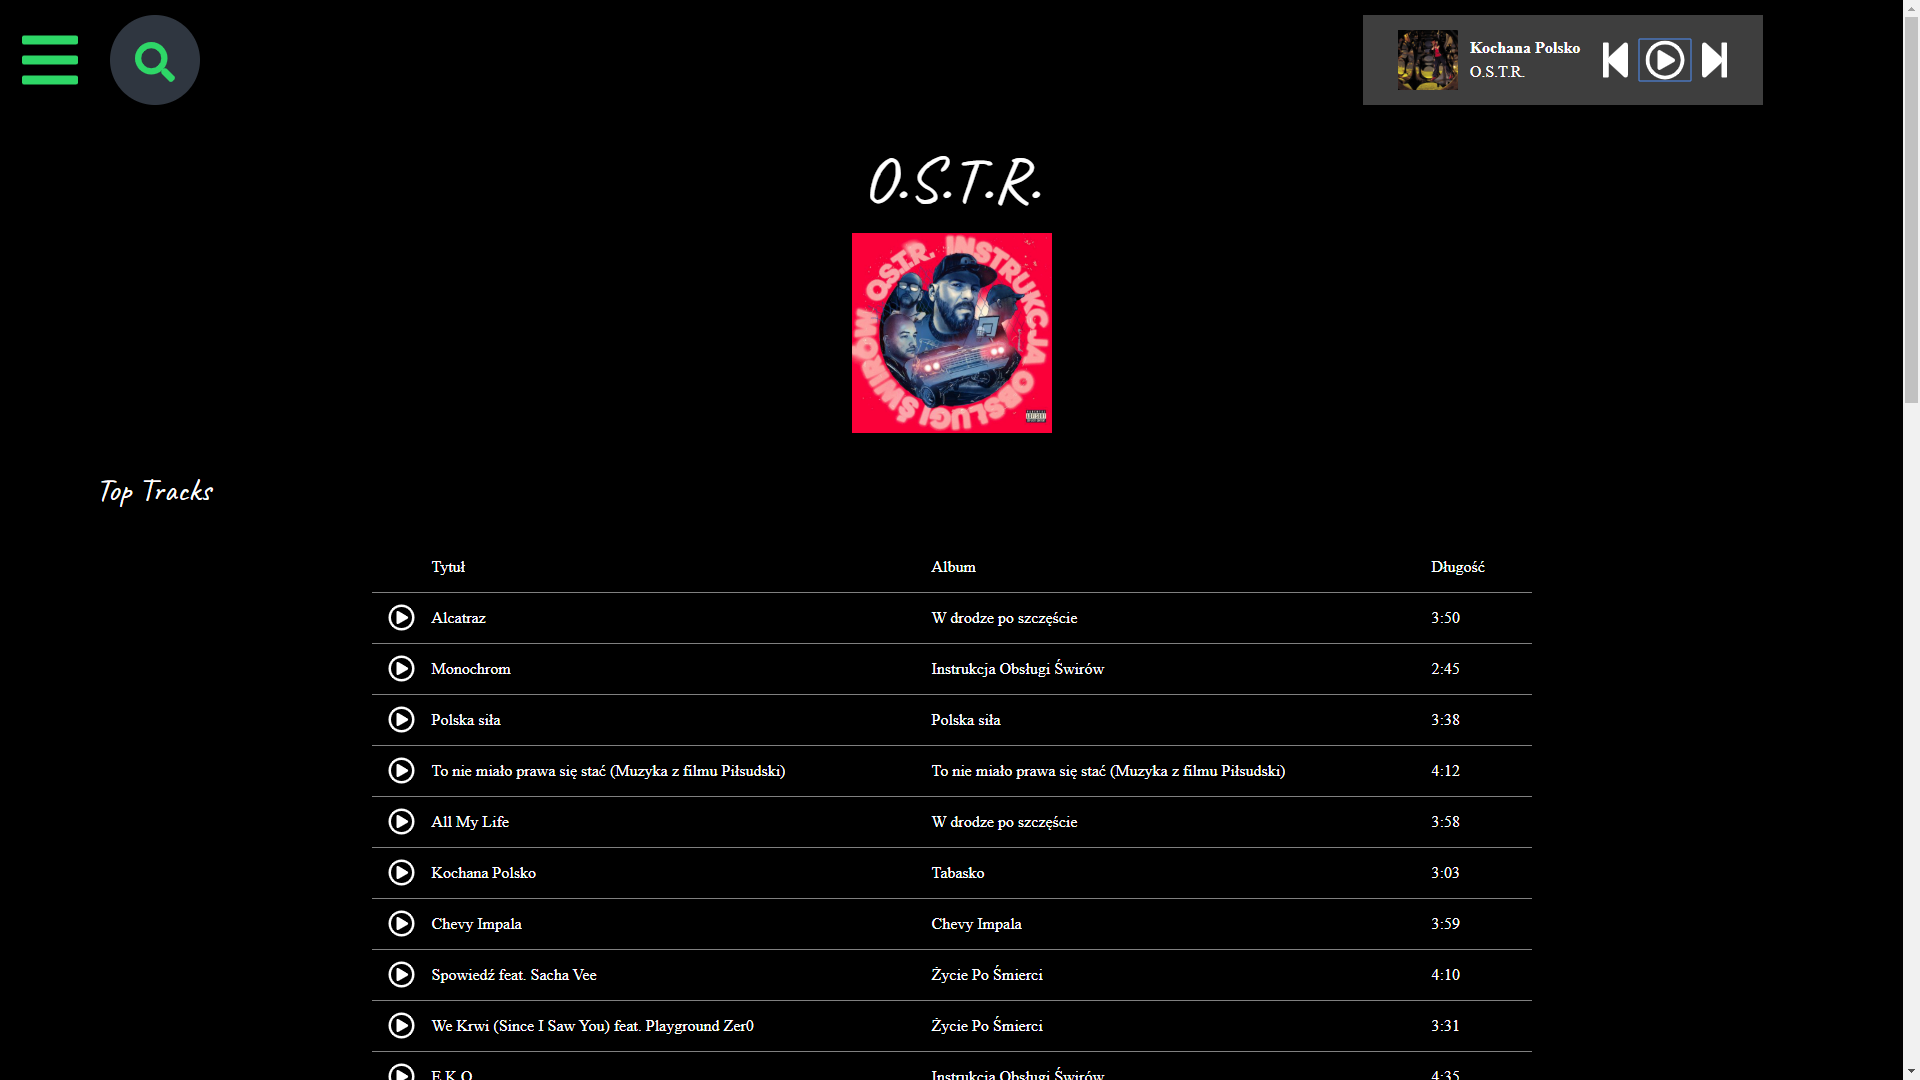 Kochana Polsko
O.S.T.R.
O.S.T.R.
O.S.T.R. INSTRUKCJA OBSŁUGI ŚWIRÓW
Top Tracks
Tytuł Album Długość
Alcatraz W drodze po szczęście 3:50
Monochrom Instrukcja Obsługi Świrów 2:45
Polska siła Polska siła 3:38
To nie miało prawa się stać (Muzyka z filmu Piłsudski) To nie miało prawa się stać (Muzyka z filmu Piłsudski) 4:12
All My Life W drodze po szczęście 3:58
Kochana Polsko Tabasko 3:03
Chevy Impala Chevy Impala 3:59
Spowiedź feat. Sacha Vee Życie Po Śmierci 4:10
We Krwi (Since I Saw You) feat. Playground Zer0 Życie Po Śmierci 3:31
E.K.O. Instrukcja Obsługi Świrów 4:35